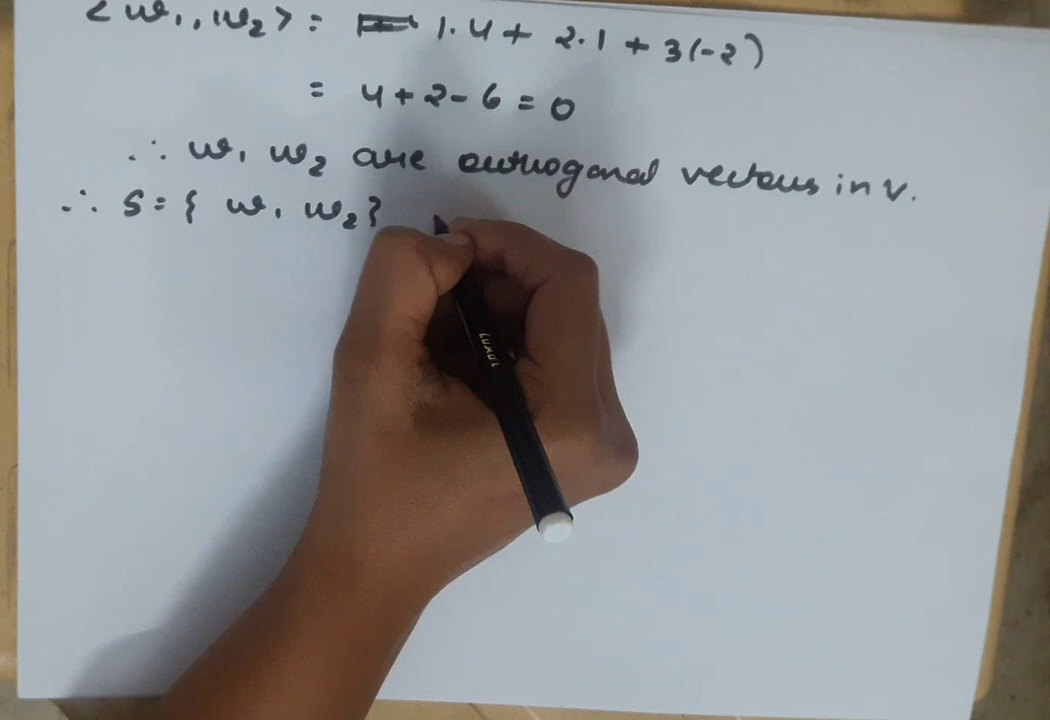 <w₁, w₂> = 1.4 + 2.1 + 3(-2)
= 4 + 2 - 6 = 0
∴ w₁ w₂ are orthogonal vectors in V.
∴ S = { w₁ w₂ }
LUXOR